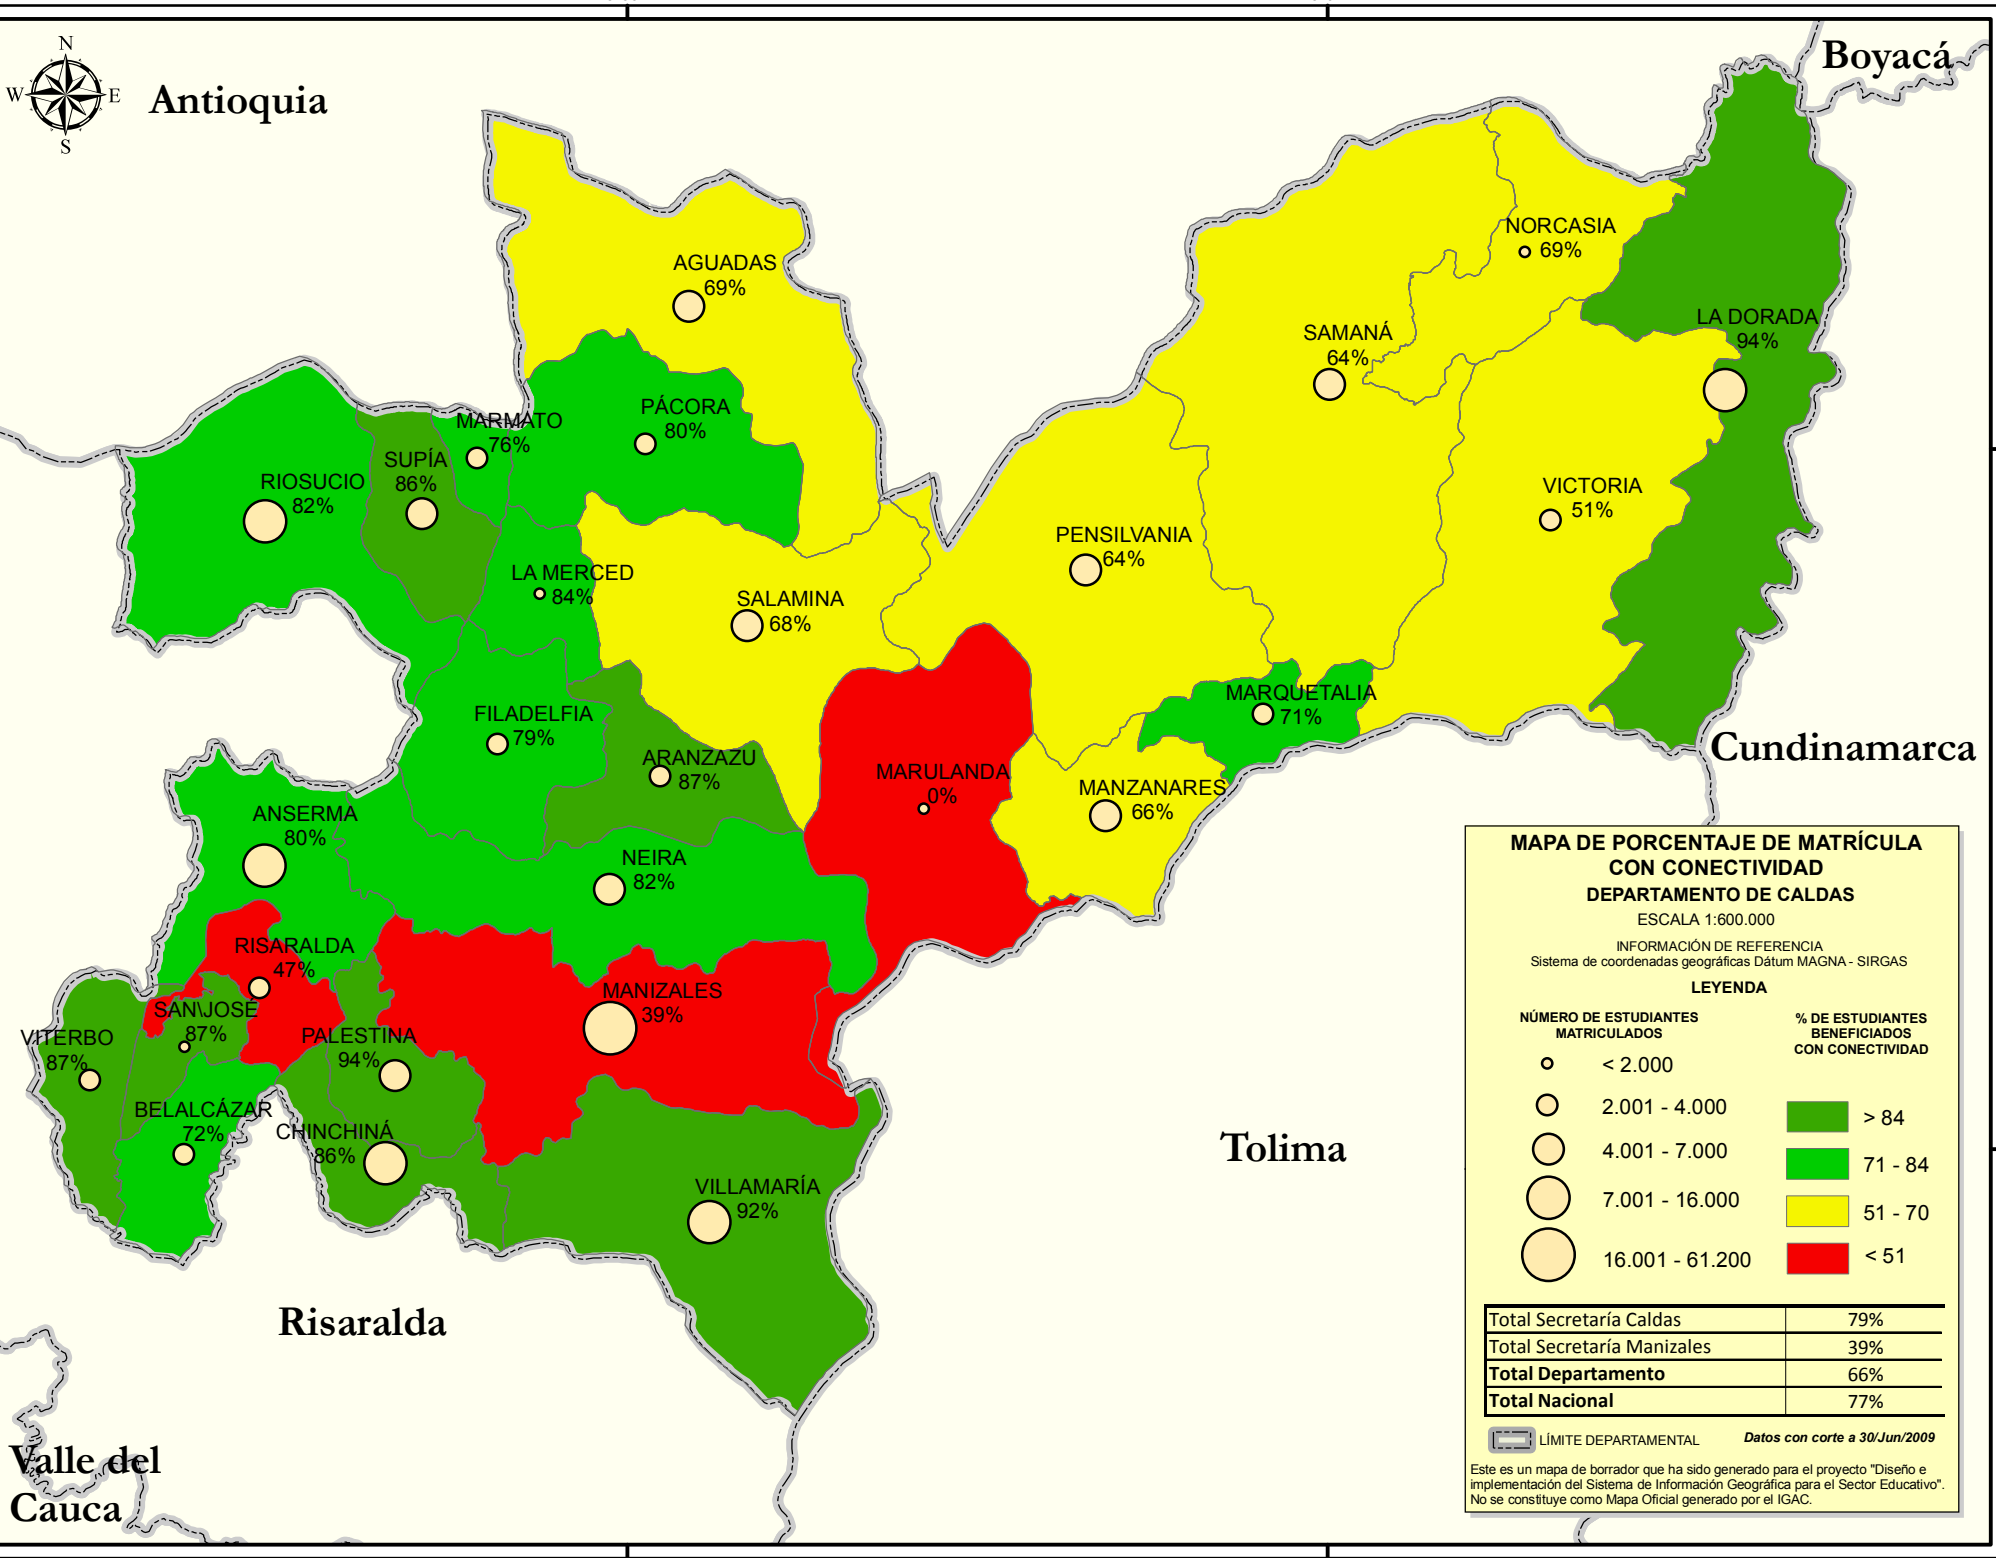 N
W
E
S
Antioquia
Boyacá
AGUADAS
69%
NORCASIA
69%
LA DORADA
94%
SAMANÁ
64%
PÁCORA
80%
MARMATO
76%
SUPÍA
86%
RIOSUCIO
82%
VICTORIA
51%
PENSILVANIA
64%
LA MERCED
84%
SALAMINA
68%
MARQUETALIA
71%
FILADELFIA
79%
ARANZAZU
87%
MARULANDA
0%
MANZANARES
66%
Cundinamarca
ANSERMA
80%
NEIRA
82%
RISARALDA
47%
MANIZALES
39%
SAN\JOSÉ
87%
VITERBO
87%
PALESTINA
94%
BELALCÁZAR
72%
CHINCHINÁ
86%
VILLAMARÍA
92%
Tolima
Risaralda
Valle del
Cauca
MAPA DE PORCENTAJE DE MATRÍCULA
CON CONECTIVIDAD
DEPARTAMENTO DE CALDAS
ESCALA 1:600.000
INFORMACIÓN DE REFERENCIA
Sistema de coordenadas geográficas Dátum MAGNA - SIRGAS
LEYENDA
NÚMERO DE ESTUDIANTES
MATRICULADOS
< 2.000
2.001 - 4.000
4.001 - 7.000
7.001 - 16.000
16.001 - 61.200
% DE ESTUDIANTES
BENEFICIADOS
CON CONECTIVIDAD
> 84
71 - 84
51 - 70
< 51
Total Secretaría Caldas 79%
Total Secretaría Manizales 39%
Total Departamento 66%
Total Nacional 77%
LÍMITE DEPARTAMENTAL
Datos con corte a 30/Jun/2009
Este es un mapa de borrador que ha sido generado para el proyecto "Diseño e
implementación del Sistema de Información Geográfica para el Sector Educativo".
No se constituye como Mapa Oficial generado por el IGAC.